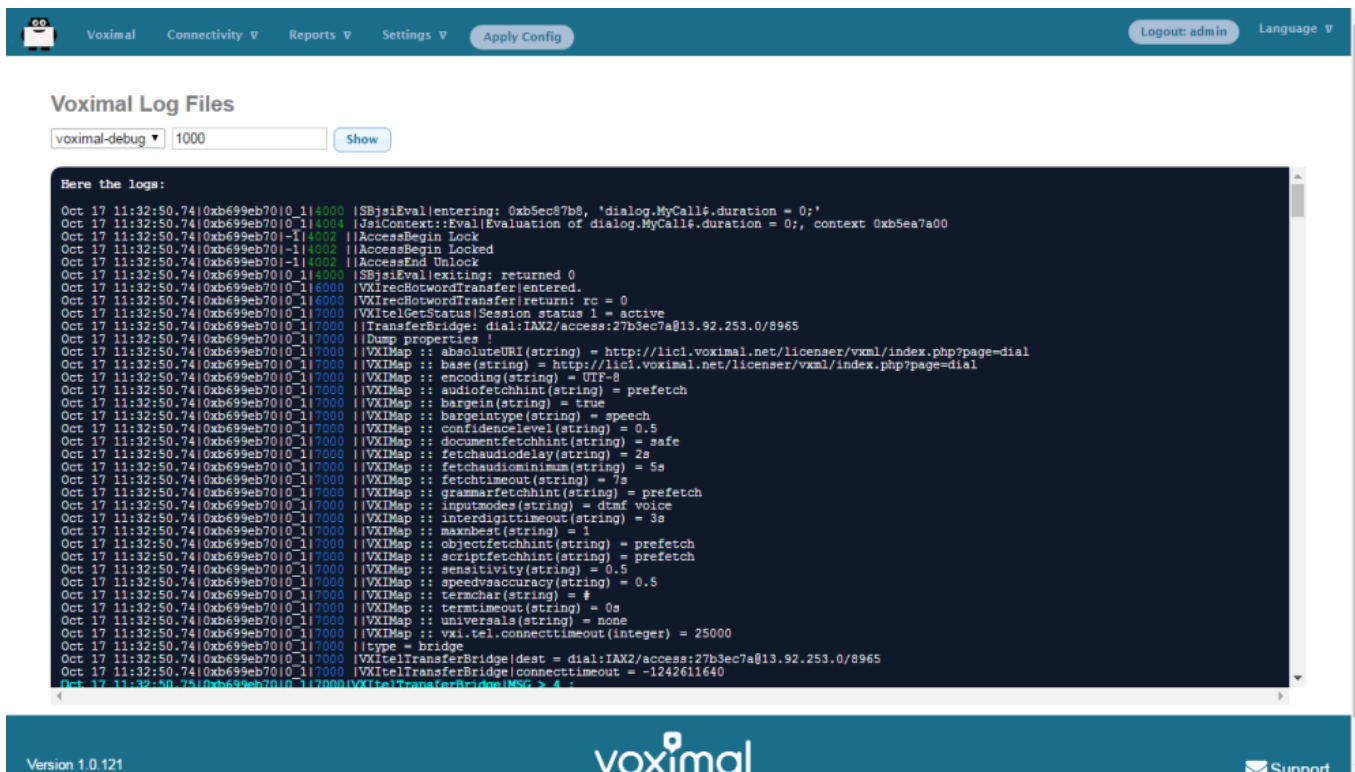 Voximal Connectivity ∇ Reports ∇ Settings ∇ Apply Config Logout: admin Language ∇
Voximal Log Files
voximal-debug ▼ 1000 Show
Here the logs:
Oct 17 11:32:50.74|0xb699eb70|0_1|4000 |SBjsiEval|entering: 0xb5ec87b8, 'dialog.MyCall$.duration = 0;'
Oct 17 11:32:50.74|0xb699eb70|0_1|4004 |JsiContext::Eval|Evaluation of dialog.MyCall$.duration = 0;, context 0xb5ea7a00
Oct 17 11:32:50.74|0xb699eb70|-1|4002 ||AccessBegin Lock
Oct 17 11:32:50.74|0xb699eb70|-1|4002 ||AccessBegin Locked
Oct 17 11:32:50.74|0xb699eb70|-1|4002 ||AccessEnd Unlock
Oct 17 11:32:50.74|0xb699eb70|0_1|4000 |SBjsiEval|exiting: returned 0
Oct 17 11:32:50.74|0xb699eb70|0_1|6000 |VXIrecHotwordTransfer|entered.
Oct 17 11:32:50.74|0xb699eb70|0_1|6000 |VXIrecHotwordTransfer|return: rc = 0
Oct 17 11:32:50.74|0xb699eb70|0_1|7000 |VXItelGetStatus|Session status 1 = active
Oct 17 11:32:50.74|0xb699eb70|0_1|7000 ||TransferBridge: dial:IAX2/access:27b3ec7a@13.92.253.0/8965
Oct 17 11:32:50.74|0xb699eb70|0_1|7000 ||Dump properties !
Oct 17 11:32:50.74|0xb699eb70|0_1|7000 ||VXIMap :: absoluteURI(string) = http://lic1.voximal.net/licenser/vxml/index.php?page=dial
Oct 17 11:32:50.74|0xb699eb70|0_1|7000 ||VXIMap :: base(string) = http://lic1.voximal.net/licenser/vxml/index.php?page=dial
Oct 17 11:32:50.74|0xb699eb70|0_1|7000 ||VXIMap :: encoding(string) = UTF-8
Oct 17 11:32:50.74|0xb699eb70|0_1|7000 ||VXIMap :: audiofetchhint(string) = prefetch
Oct 17 11:32:50.74|0xb699eb70|0_1|7000 ||VXIMap :: bargein(string) = true
Oct 17 11:32:50.74|0xb699eb70|0_1|7000 ||VXIMap :: bargeintype(string) = speech
Oct 17 11:32:50.74|0xb699eb70|0_1|7000 ||VXIMap :: confidencelevel(string) = 0.5
Oct 17 11:32:50.74|0xb699eb70|0_1|7000 ||VXIMap :: documentfetchhint(string) = safe
Oct 17 11:32:50.74|0xb699eb70|0_1|7000 ||VXIMap :: fetchaudiodelay(string) = 2s
Oct 17 11:32:50.74|0xb699eb70|0_1|7000 ||VXIMap :: fetchaudiominimum(string) = 5s
Oct 17 11:32:50.74|0xb699eb70|0_1|7000 ||VXIMap :: fetchtimeout(string) = 7s
Oct 17 11:32:50.74|0xb699eb70|0_1|7000 ||VXIMap :: grammarfetchhint(string) = prefetch
Oct 17 11:32:50.74|0xb699eb70|0_1|7000 ||VXIMap :: inputmodes(string) = dtmf voice
Oct 17 11:32:50.74|0xb699eb70|0_1|7000 ||VXIMap :: interdigittimeout(string) = 3s
Oct 17 11:32:50.74|0xb699eb70|0_1|7000 ||VXIMap :: maxnbest(string) = 1
Oct 17 11:32:50.74|0xb699eb70|0_1|7000 ||VXIMap :: objectfetchhint(string) = prefetch
Oct 17 11:32:50.74|0xb699eb70|0_1|7000 ||VXIMap :: scriptfetchhint(string) = prefetch
Oct 17 11:32:50.74|0xb699eb70|0_1|7000 ||VXIMap :: sensitivity(string) = 0.5
Oct 17 11:32:50.74|0xb699eb70|0_1|7000 ||VXIMap :: speedvsaccuracy(string) = 0.5
Oct 17 11:32:50.74|0xb699eb70|0_1|7000 ||VXIMap :: termchar(string) = #
Oct 17 11:32:50.74|0xb699eb70|0_1|7000 ||VXIMap :: termtimeout(string) = 0s
Oct 17 11:32:50.74|0xb699eb70|0_1|7000 ||VXIMap :: universals(string) = none
Oct 17 11:32:50.74|0xb699eb70|0_1|7000 ||VXIMap :: vxi.tel.connecttimeout(integer) = 25000
Oct 17 11:32:50.74|0xb699eb70|0_1|7000 ||type = bridge
Oct 17 11:32:50.74|0xb699eb70|0_1|7000 |VXItelTransferBridge|dest = dial:IAX2/access:27b3ec7a@13.92.253.0/8965
Oct 17 11:32:50.74|0xb699eb70|0_1|7000 |VXItelTransferBridge|connecttimeout = -1242611640
Oct 17 11:32:50.75|0xb699eb70|0_1|7000|VXItelTransferBridge|MSG > 4 :
Version 1.0.121 voximal Support